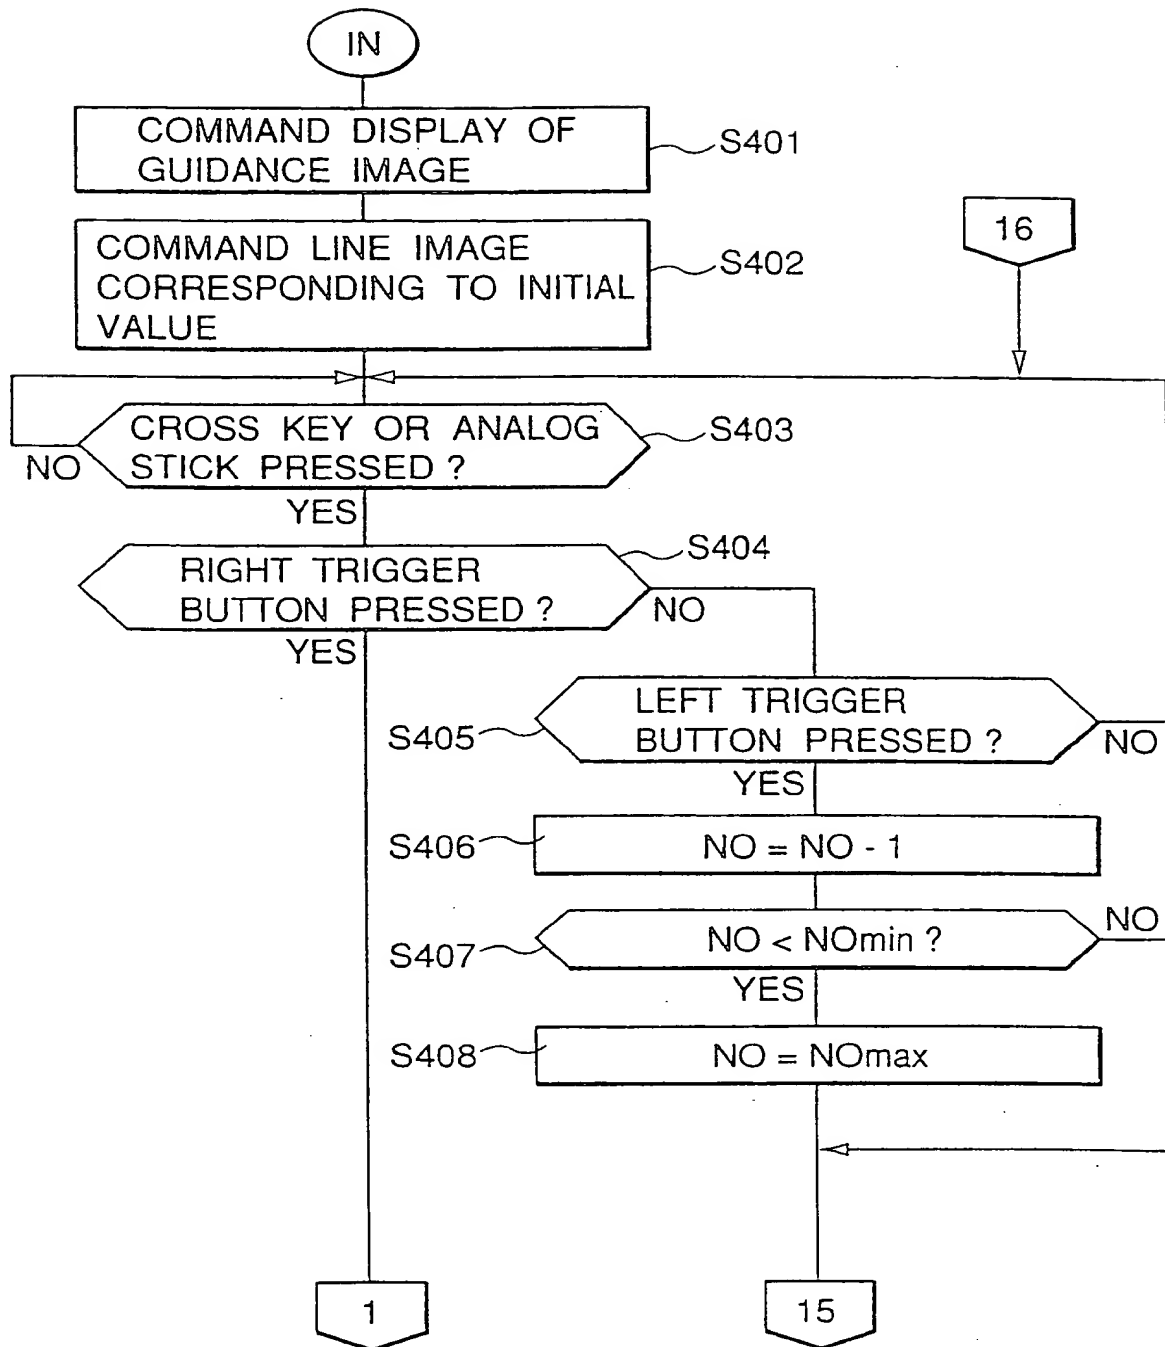 IN
COMMAND DISPLAY OF
GUIDANCE IMAGE
S401
COMMAND LINE IMAGE
CORRESPONDING TO INITIAL
VALUE
S402
16
CROSS KEY OR ANALOG
STICK PRESSED ?
S403
NO
YES
S404
RIGHT TRIGGER
BUTTON PRESSED ?
NO
YES
LEFT TRIGGER
BUTTON PRESSED ?
S405
NO
YES
S406
NO = NO - 1
NO
S407
NO < NOmin ?
YES
S408
NO = NOmax
1
15